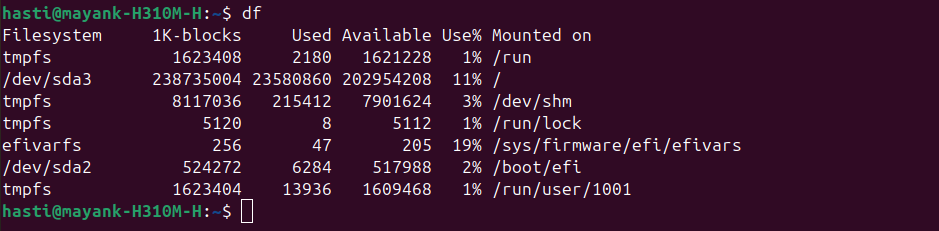 hasti@mayank-H310M-H:~$ df
Filesystem     1K-blocks     Used Available Use% Mounted on
tmpfs            1623408     2180   1621228   1% /run
/dev/sda3      238735004 23580860 202954208  11% /
tmpfs            8117036   215412   7901624   3% /dev/shm
tmpfs               5120        8      5112   1% /run/lock
efivarfs             256       47       205  19% /sys/firmware/efi/efivars
/dev/sda2         524272     6284    517988   2% /boot/efi
tmpfs            1623404    13936   1609468   1% /run/user/1001
hasti@mayank-H310M-H:~$